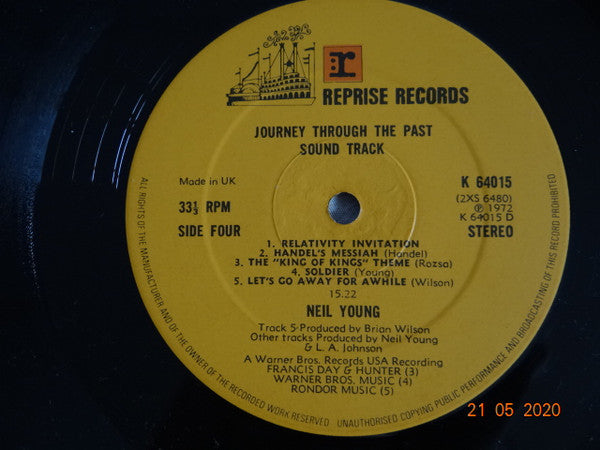 r
REPRISE RECORDS
JOURNEY THROUGH THE PAST
SOUND TRACK
Made in UK
K 64015
(2XS 6480)
℗ 1972
K 64015 D
33⅓ RPM
SIDE FOUR
STEREO
1. RELATIVITY INVITATION
2. HANDEL'S MESSIAH (Handel)
3. THE "KING OF KINGS" THEME (Rozsa)
4. SOLDIER (Young)
5. LET'S GO AWAY FOR AWHILE (Wilson)
15.22
NEIL YOUNG
Track 5-Produced by Brian Wilson
Other tracks Produced by Neil Young
& L. A. Johnson
A Warner Bros. Records USA Recording
FRANCIS DAY & HUNTER (3)
WARNER BROS. MUSIC (4)
RONDOR MUSIC (5)
ALL RIGHTS OF THE MANUFACTURER AND OF THE OWNER OF THE RECORDED WORK RESERVED
UNAUTHORISED COPYING PUBLIC PERFORMANCE AND BROADCASTING OF THIS RECORD PROHIBITED
21 05 2020